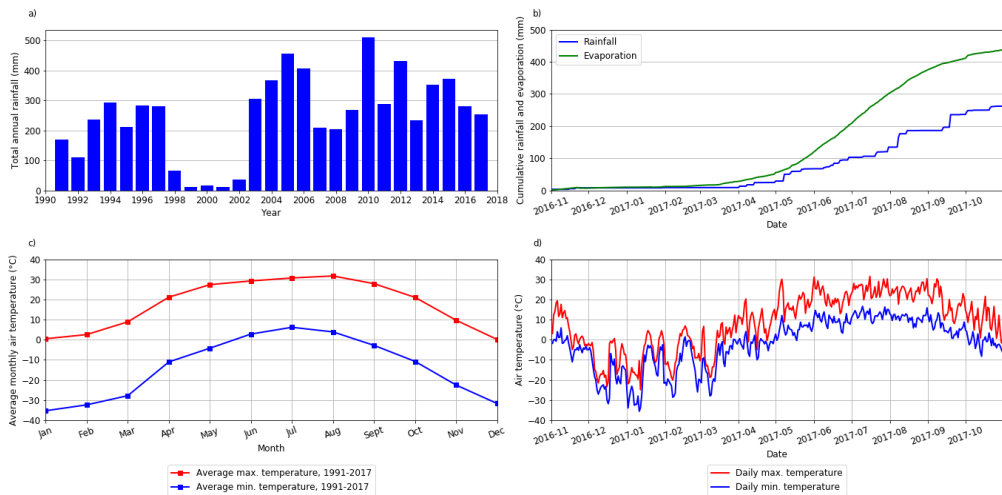 a)
Total annual rainfall (mm)
500
400
300
200
100
0
1990 1992 1994 1996 1998 2000 2002 2004 2006 2008 2010 2012 2014 2016 2018
Year
b)
Cumulative rainfall and evaporation (mm)
500
400
300
200
100
0
Rainfall
Evaporation
2016-11 2016-12 2017-01 2017-02 2017-03 2017-04 2017-05 2017-06 2017-07 2017-08 2017-09 2017-10
Date
c)
Average monthly air temperature (°C)
40
30
20
10
0
−10
−20
−30
−40
Jan Feb Mar Apr May Jun Jul Aug Sept Oct Nov Dec
Month
Average max. temperature, 1991-2017
Average min. temperature, 1991-2017
d)
Air temperature (°C)
40
30
20
10
0
−10
−20
−30
−40
2016-11 2016-12 2017-01 2017-02 2017-03 2017-04 2017-05 2017-06 2017-07 2017-08 2017-09 2017-10
Date
Daily max. temperature
Daily min. temperature